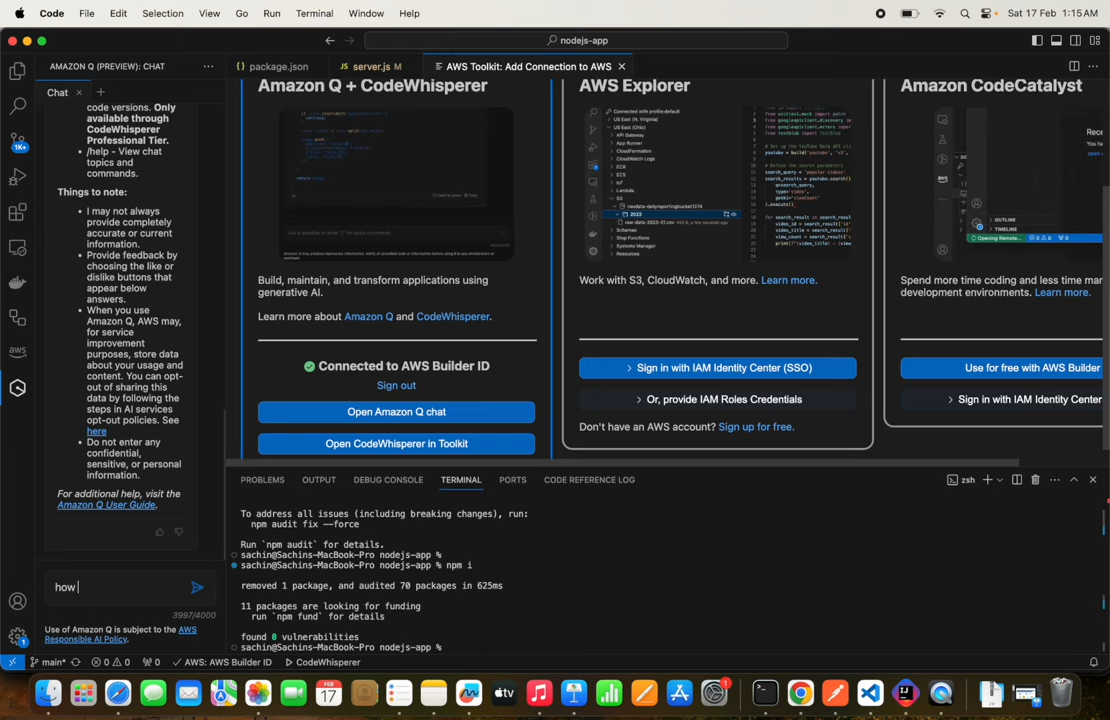 Code File Edit Selection View Go Run Terminal Window Help
Sat 17 Feb 1:15 AM
nodejs-app
AMAZON Q (PREVIEW): CHAT
package.json
JS server.js M
AWS Toolkit: Add Connection to AWS
Chat
code versions. Only
available through
CodeWhisperer
Professional Tier.
/help - View chat
topics and
commands.
Things to note:
I may not always
provide completely
accurate or current
information.
Provide feedback by
choosing the like or
dislike buttons that
appear below
answers.
When you use
Amazon Q, AWS may,
for service
improvement
purposes, store data
about your usage and
content. You can opt-
out of sharing this
data by following the
steps in AI services
opt-out policies. See
here
Do not enter any
confidential,
sensitive, or personal
information.
For additional help, visit the
Amazon Q User Guide.
how
3997/4000
Use of Amazon Q is subject to the AWS
Responsible AI Policy.
1K+
aws
1
Amazon Q + CodeWhisperer
Build, maintain, and transform applications using
generative AI.
Learn more about Amazon Q and CodeWhisperer.
Connected to AWS Builder ID
Sign out
Open Amazon Q chat
Open CodeWhisperer in Toolkit
AWS Explorer
Work with S3, CloudWatch, and more. Learn more.
Sign in with IAM Identity Center (SSO)
Or, provide IAM Roles Credentials
Don't have an AWS account? Sign up for free.
Amazon CodeCatalyst
Spend more time coding and less time mar
development environments. Learn more.
Use for free with AWS Builder
Sign in with IAM Identity Center
PROBLEMS OUTPUT DEBUG CONSOLE TERMINAL PORTS CODE REFERENCE LOG
zsh
To address all issues (including breaking changes), run:
npm audit fix --force
Run `npm audit` for details.
sachin@Sachins-MacBook-Pro nodejs-app %
sachin@Sachins-MacBook-Pro nodejs-app % npm i
removed 1 package, and audited 70 packages in 625ms
11 packages are looking for funding
run `npm fund` for details
found 0 vulnerabilities
sachin@Sachins-MacBook-Pro nodejs-app %
main* 0 0 0 AWS: AWS Builder ID CodeWhisperer
FEB
17
tv
1